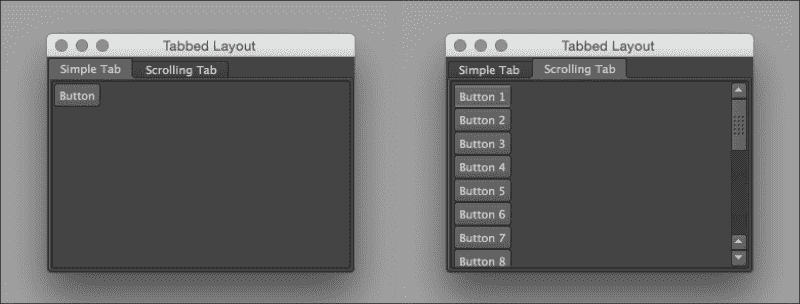 Tabbed Layout
Simple Tab Scrolling Tab
Button
Tabbed Layout
Simple Tab Scrolling Tab
Button 1
Button 2
Button 3
Button 4
Button 5
Button 6
Button 7
Button 8